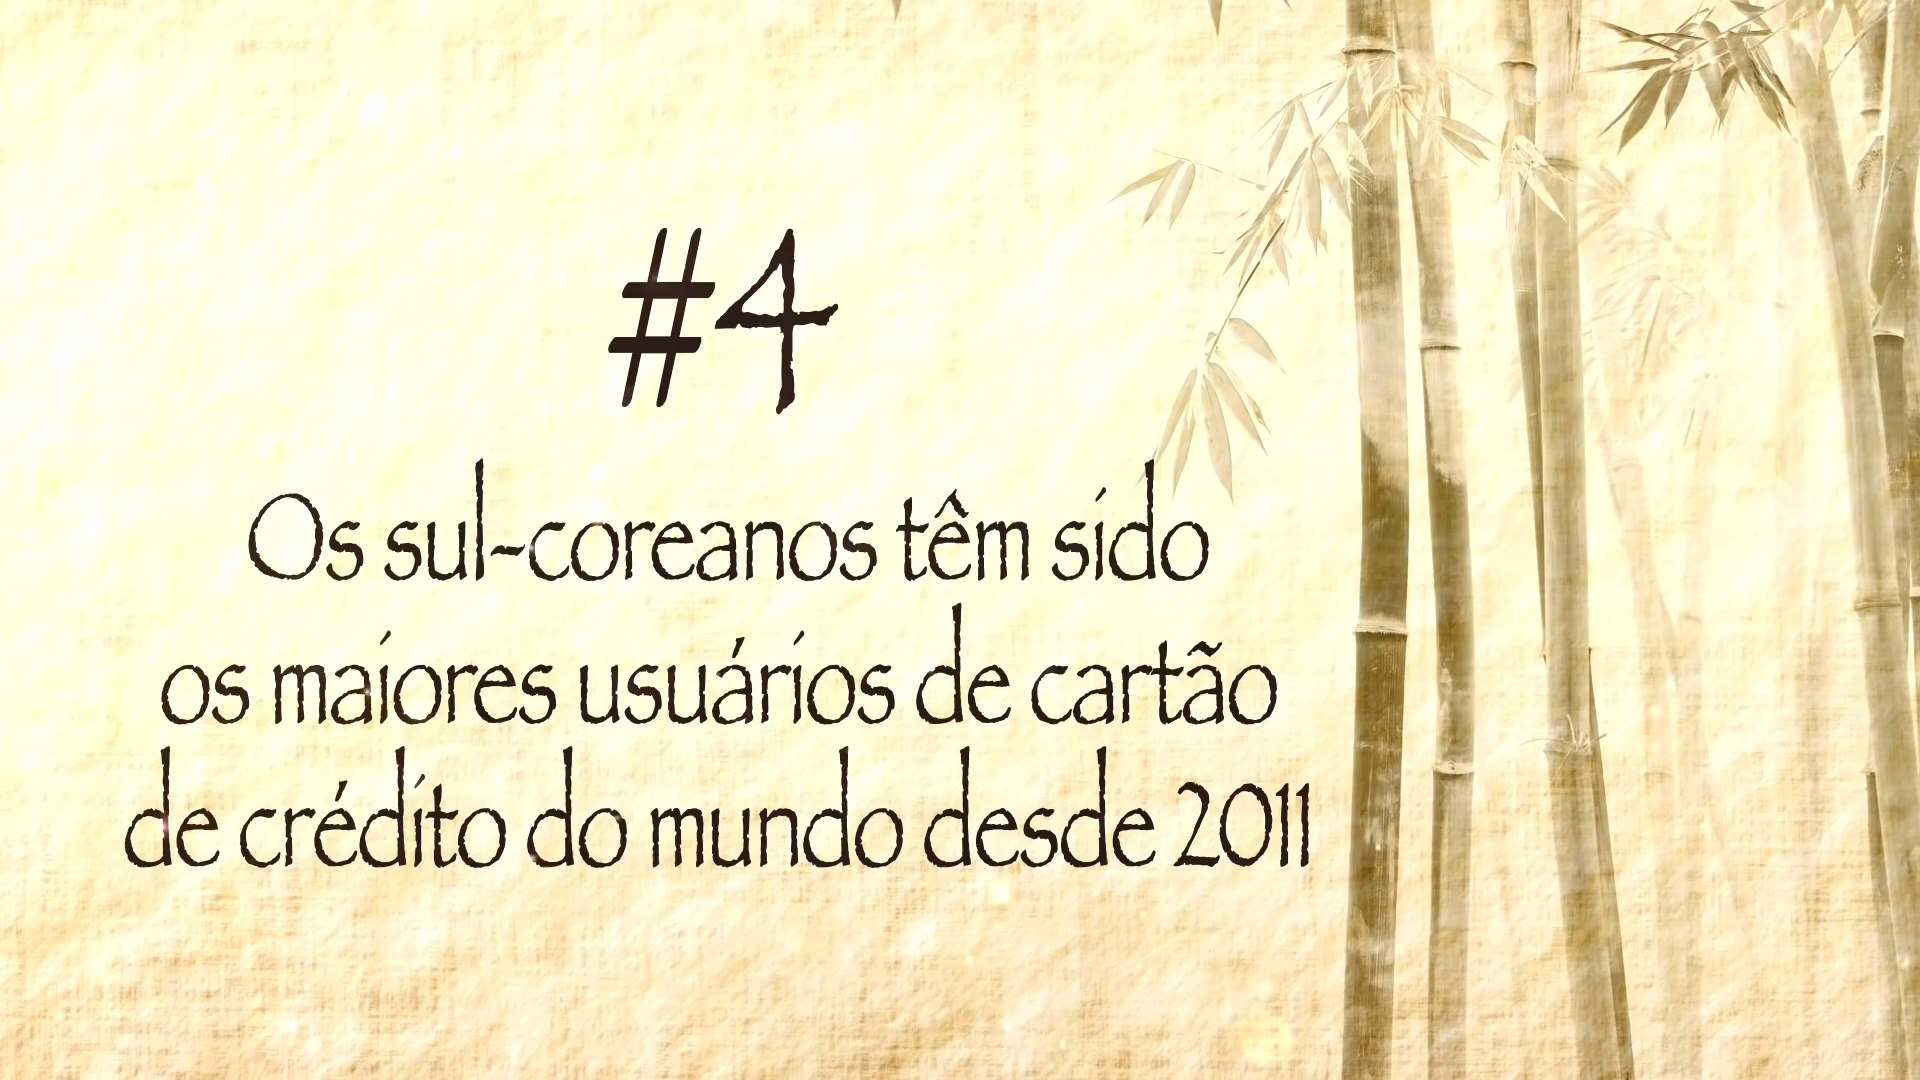 #4
Os sul-coreanos têm sido
os maiores usuários de cartão
de crédito do mundo desde 2011